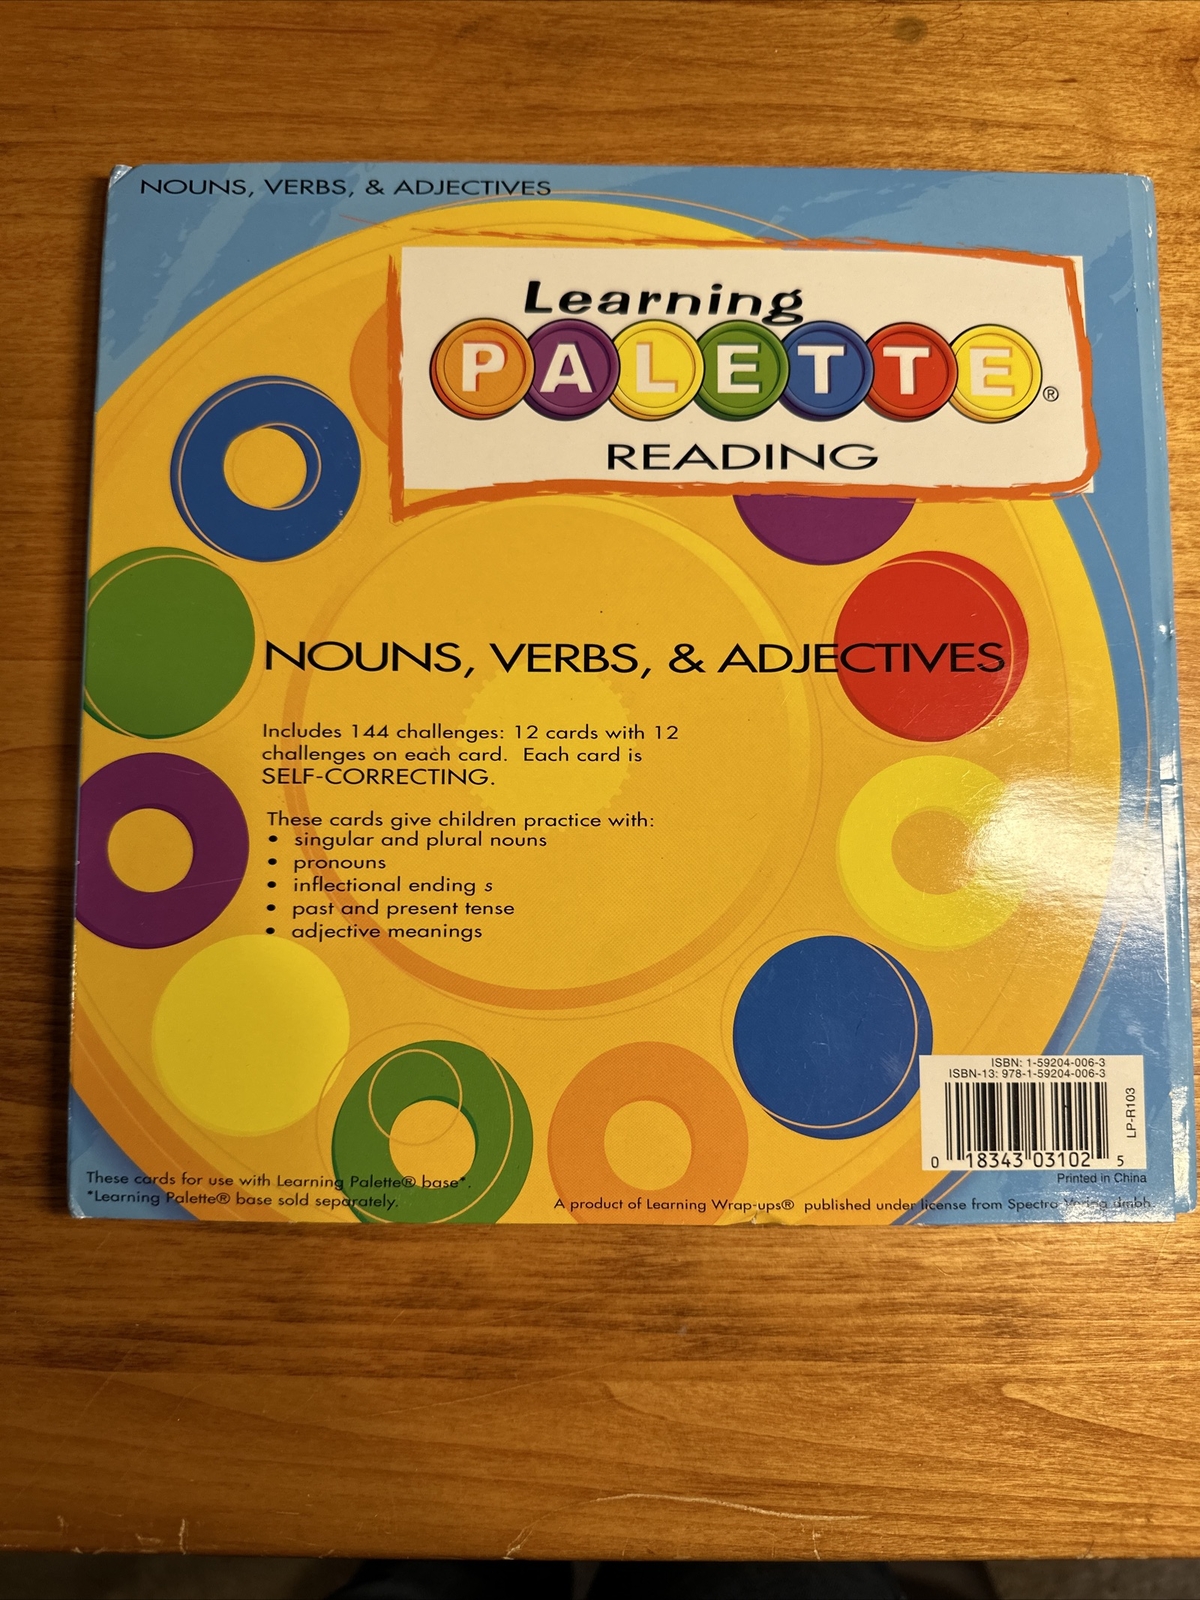 NOUNS, VERBS, & ADJECTIVES
Learning
PALETTE®
READING
NOUNS, VERBS, & ADJECTIVES
Includes 144 challenges: 12 cards with 12
challenges on each card. Each card is
SELF-CORRECTING.
These cards give children practice with:
• singular and plural nouns
• pronouns
• inflectional ending s
• past and present tense
• adjective meanings
ISBN: 1-59204-006-3
ISBN-13: 978-1-59204-006-3
LP-R103
0 18343 03102 5
Printed in China
These cards for use with Learning Palette® base*.
*Learning Palette® base sold separately.
A product of Learning Wrap-ups® published under license from Spectra